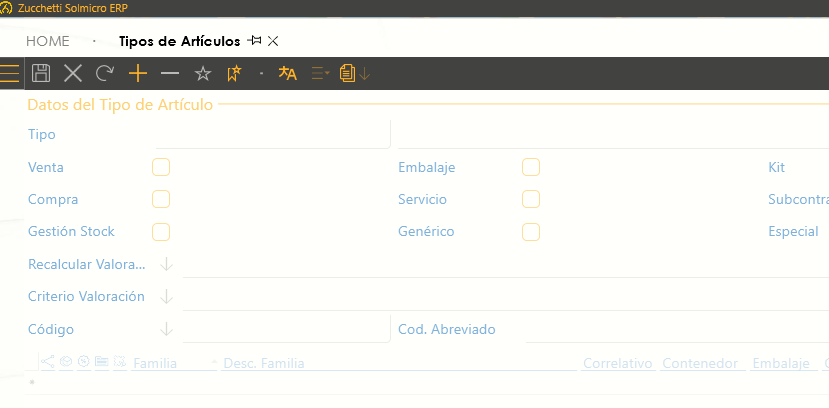 Zucchetti Solmicro ERP
HOME · Tipos de Artículos
Datos del Tipo de Artículo
Tipo
Venta Embalaje Kit
Compra Servicio Subcontra
Gestión Stock Genérico Especial
Recalcular Valora...
Criterio Valoración
Código Cod. Abreviado
Familia Desc. Familia Correlativo Contenedor Embalaje